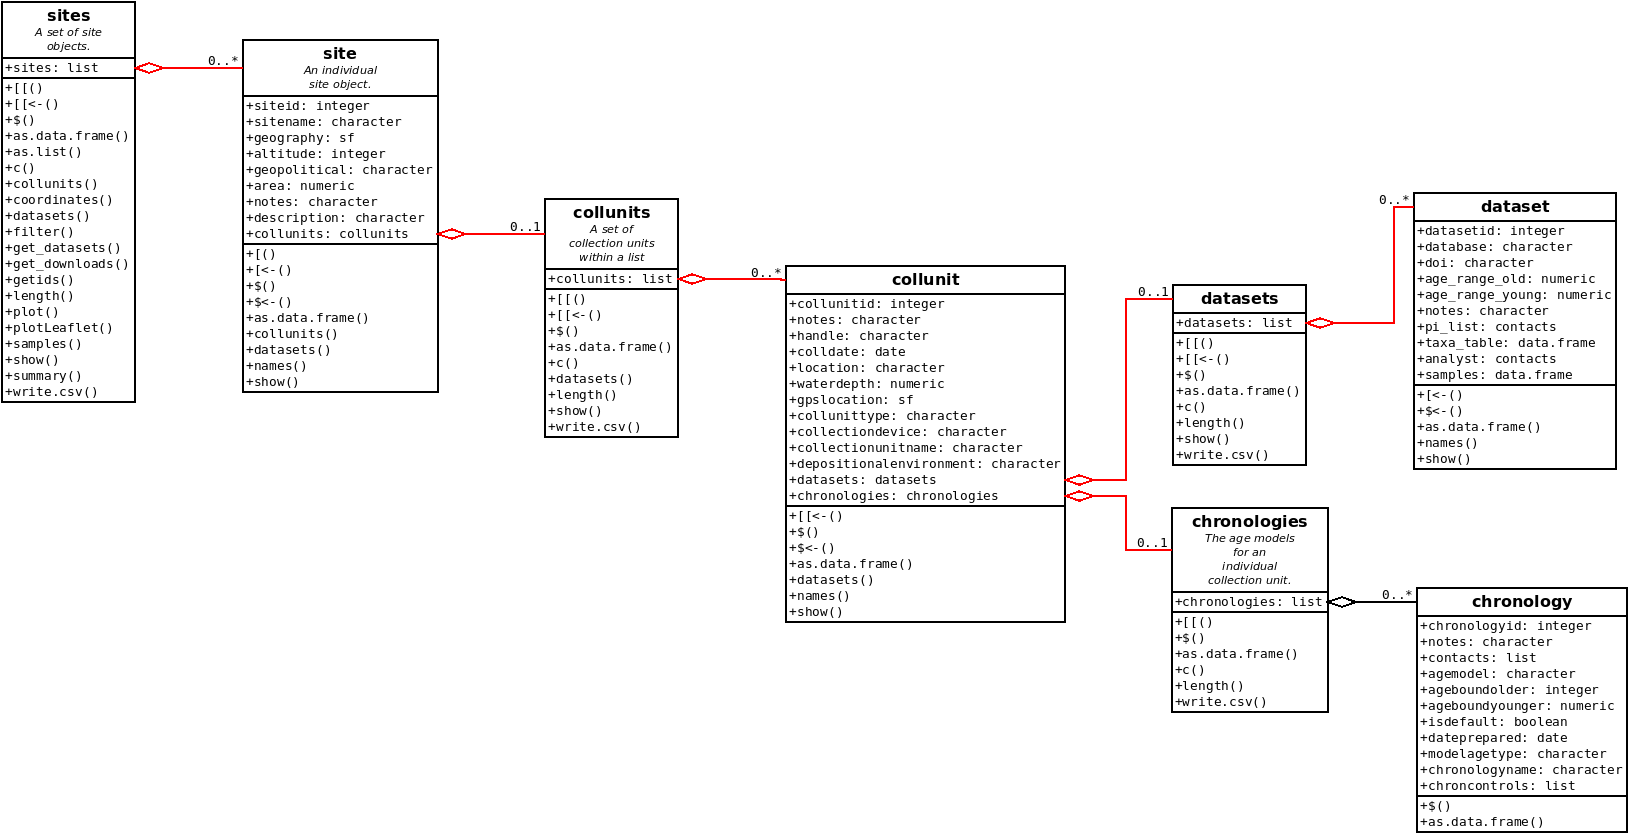 sites
A set of site
objects.
+sites: list
+[[()
+[[<-()
+$()
+as.data.frame()
+as.list()
+c()
+collunits()
+coordinates()
+datasets()
+filter()
+get_datasets()
+get_downloads()
+getids()
+length()
+plot()
+plotLeaflet()
+samples()
+show()
+summary()
+write.csv()
0..*
site
An individual
site object.
+siteid: integer
+sitename: character
+geography: sf
+altitude: integer
+geopolitical: character
+area: numeric
+notes: character
+description: character
+collunits: collunits
+[()
+[<-()
+$()
+$<-()
+as.data.frame()
+collunits()
+datasets()
+names()
+show()
0..1
collunits
A set of
collection units
within a list
+collunits: list
+[[()
+[[<-()
+$()
+as.data.frame()
+c()
+datasets()
+length()
+show()
+write.csv()
0..*
collunit
+collunitid: integer
+notes: character
+handle: character
+colldate: date
+location: character
+waterdepth: numeric
+gpslocation: sf
+collunittype: character
+collectiondevice: character
+collectionunitname: character
+depositionalenvironment: character
+datasets: datasets
+chronologies: chronologies
+[[<-()
+$()
+$<-()
+as.data.frame()
+datasets()
+names()
+show()
0..1
datasets
+datasets: list
+[[()
+[[<-()
+$()
+as.data.frame()
+c()
+length()
+show()
+write.csv()
0..*
dataset
+datasetid: integer
+database: character
+doi: character
+age_range_old: numeric
+age_range_young: numeric
+notes: character
+pi_list: contacts
+taxa_table: data.frame
+analyst: contacts
+samples: data.frame
+[<-()
+$<-()
+as.data.frame()
+names()
+show()
0..1
chronologies
The age models
for an
individual
collection unit.
+chronologies: list
+[[()
+$()
+as.data.frame()
+c()
+length()
+write.csv()
0..*
chronology
+chronologyid: integer
+notes: character
+contacts: list
+agemodel: character
+ageboundolder: integer
+ageboundyounger: numeric
+isdefault: boolean
+dateprepared: date
+modelagetype: character
+chronologyname: character
+chroncontrols: list
+$()
+as.data.frame()